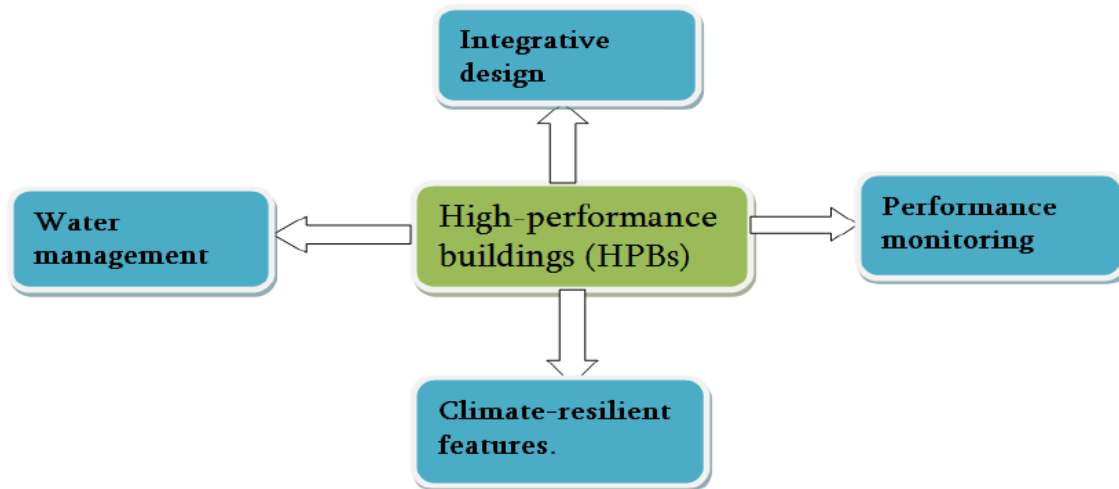 Integrative
design
Water
management
High-performance
buildings (HPBs)
Performance
monitoring
Climate-resilient
features.